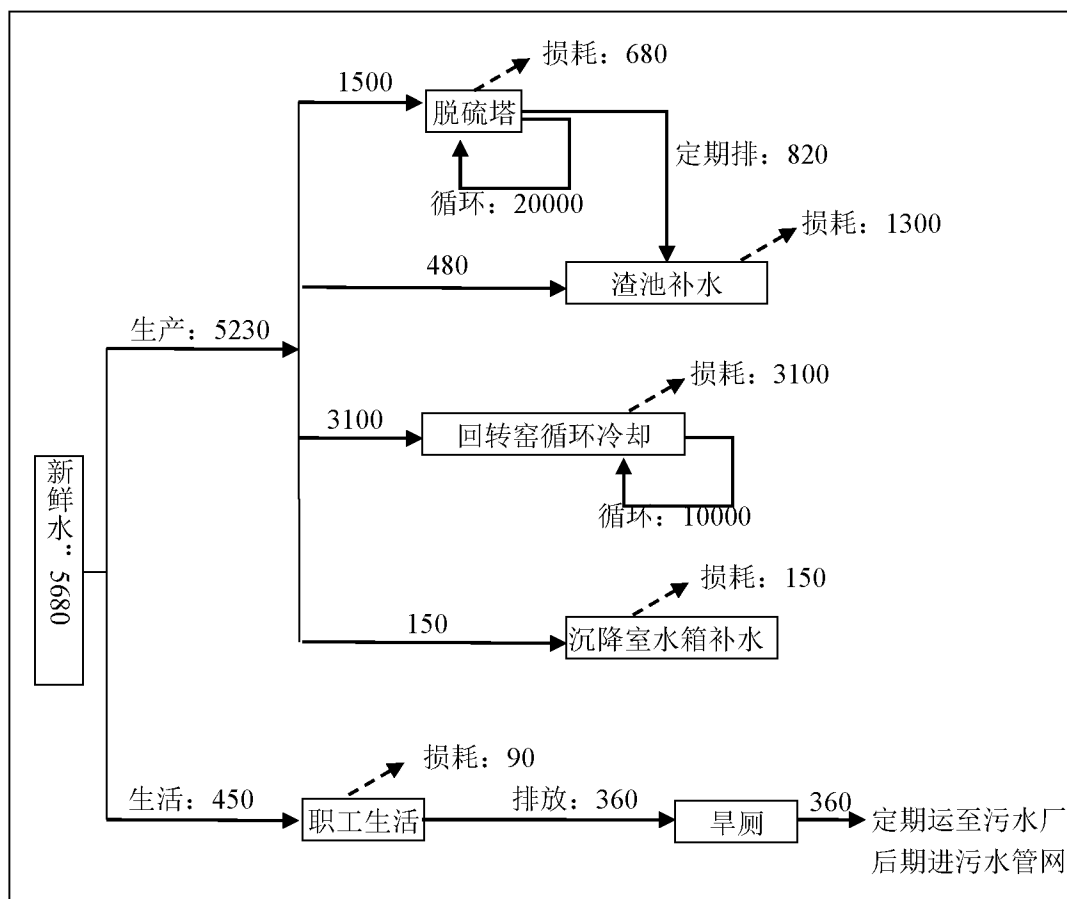 损耗：680
1500
脱硫塔
定期排：820
循环：20000
损耗：1300
480
渣池补水
生产：5230
损耗：3100
3100
回转窑循环冷却
循环：10000
新鲜水：5680
损耗：150
150
沉降室水箱补水
损耗：90
生活：450
职工生活
排放：360
旱厕
360
定期运至污水厂
后期进污水管网